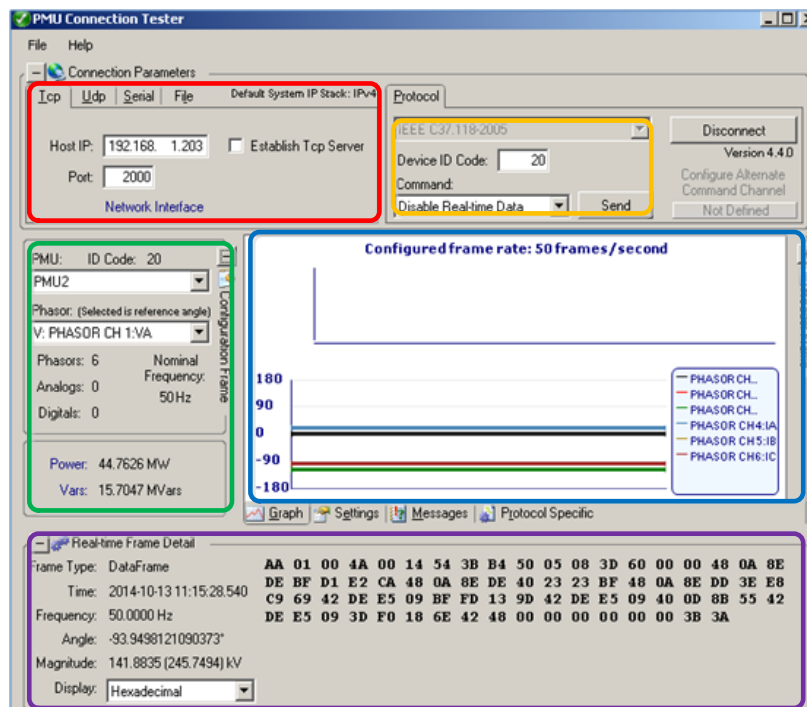 PMU Connection Tester
File Help
Connection Parameters
Tcp Udp Serial File Default System IP Stack: IPv4
Protocol
Host IP: 192.168. 1.203 Establish Tcp Server
Port: 2000
Network Interface
IEEE C37.118-2005
Device ID Code: 20
Command:
Disable Real-time Data Send
Disconnect
Version 4.4.0
Configure Alternate
Command Channel
Not Defined
PMU: ID Code: 20
PMU2
Phasor: (Selected is reference angle)
V: PHASOR CH 1:VA
Phasors: 6 Nominal
Frequency:
Analogs: 0
50Hz
Digitals: 0
Configuration Frame
Power: 44.7626 MW
Vars: 15.7047 MVars
Configured frame rate: 50 frames/second
180
90
0
-90
-180
PHASOR CH...
PHASOR CH...
PHASOR CH...
PHASOR CH4:IA
PHASOR CH5:IB
PHASOR CH6:IC
Graph Settings Messages Protocol Specific
Real-time Frame Detail
Frame Type: DataFrame
Time: 2014-10-13 11:15:28.540
Frequency: 50.0000 Hz
Angle: -93.9498121090373°
Magnitude: 141.8835 (245.7494) kV
Display: Hexadecimal
AA 01 00 4A 00 14 54 3B B4 50 05 08 3D 60 00 00 48 0A 8E
DE BF D1 E2 CA 48 0A 8E DE 40 23 23 BF 48 0A 8E DD 3E E8
C9 69 42 DE E5 09 BF FD 13 9D 42 DE E5 09 40 0D 8B 55 42
DE E5 09 3D F0 18 6E 42 48 00 00 00 00 00 00 3B 3A